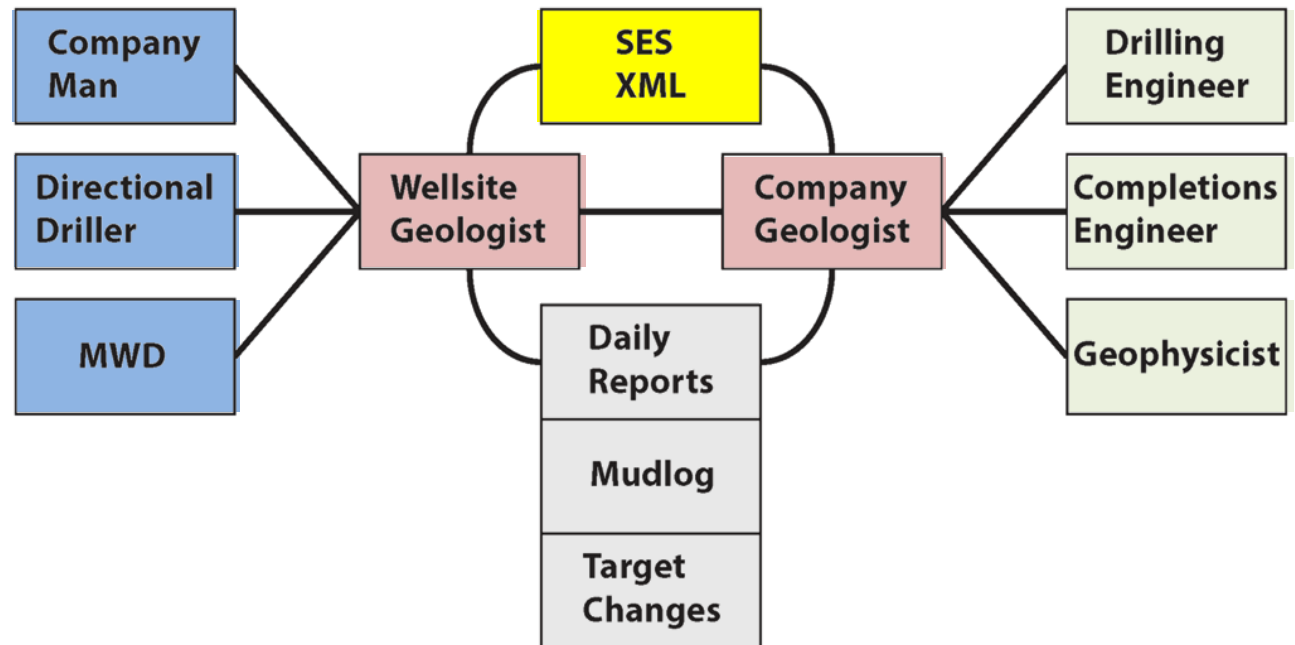 Company
Man
SES
XML
Drilling
Engineer
Directional
Driller
Wellsite
Geologist
Company
Geologist
Completions
Engineer
MWD
Daily
Reports
Geophysicist
Mudlog
Target
Changes